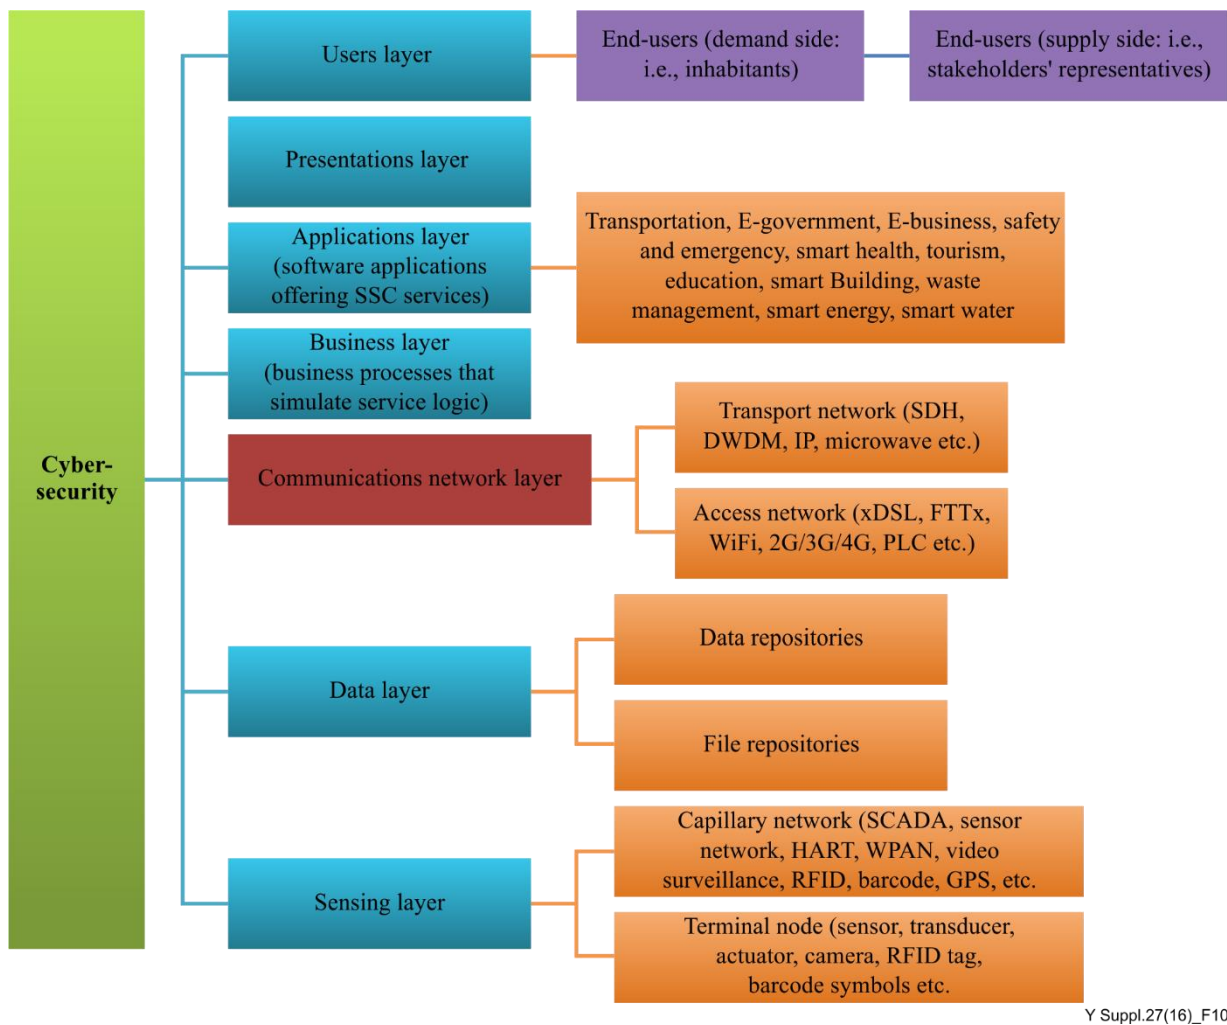 Users layer
End-users (demand side:
i.e., inhabitants)
End-users (supply side: i.e.,
stakeholders' representatives)
Presentations layer
Applications layer
(software applications
offering SSC services)
Transportation, E-government, E-business, safety
and emergency, smart health, tourism,
education, smart Building, waste
management, smart energy, smart water
Business layer
(business processes that
simulate service logic)
Cyber-
security
Communications network layer
Transport network (SDH,
DWDM, IP, microwave etc.)
Access network (xDSL, FTTx,
WiFi, 2G/3G/4G, PLC etc.)
Data layer
Data repositories
File repositories
Sensing layer
Capillary network (SCADA, sensor
network, HART, WPAN, video
surveillance, RFID, barcode, GPS, etc.
Terminal node (sensor, transducer,
actuator, camera, RFID tag,
barcode symbols etc.
Y Suppl.27(16)_F10